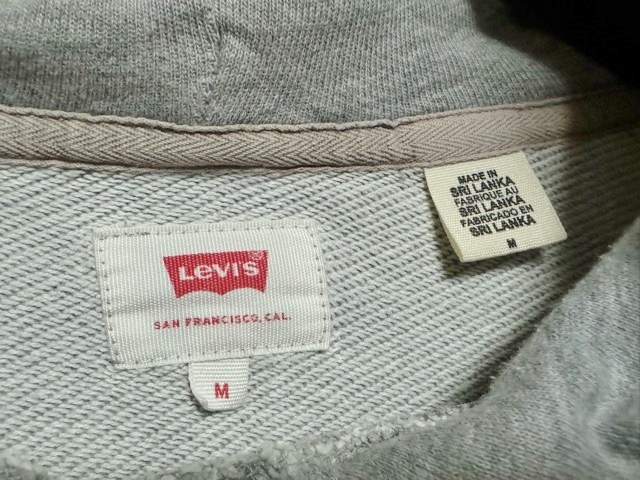 MADE IN
SRI LANKA
FABRIQUE AU
SRI LANKA
FABRICADO EN
SRI LANKA
M
LEVI'S®
SAN FRANCISCO, CAL.
M